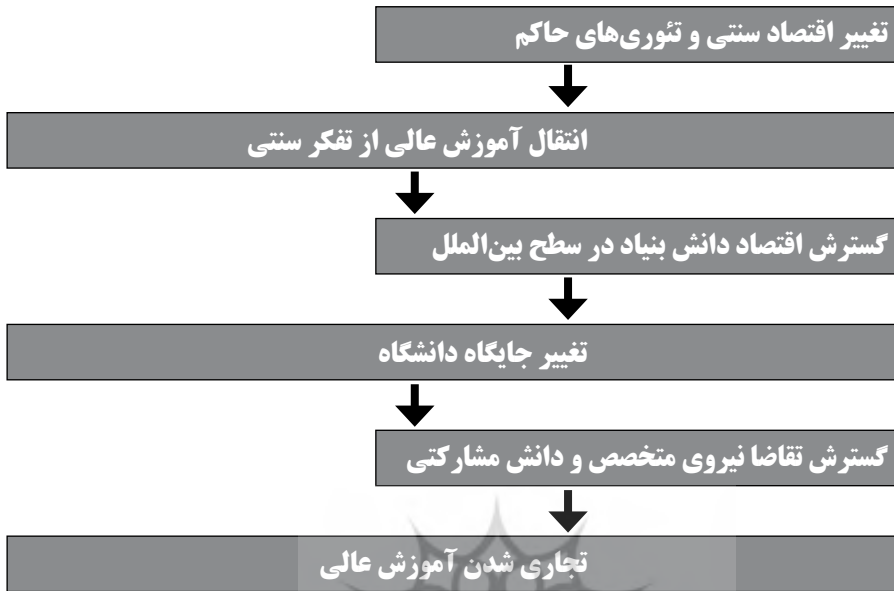 تغییر اقتصاد سنتی و تئوری‌های حاکم
انتقال آموزش عالی از تفکر سنتی
گسترش اقتصاد دانش بنیاد در سطح بین‌الملل
تغییر جایگاه دانشگاه
گسترش تقاضا نیروی متخصص و دانش مشارکتی
تجاری شدن آموزش عالی